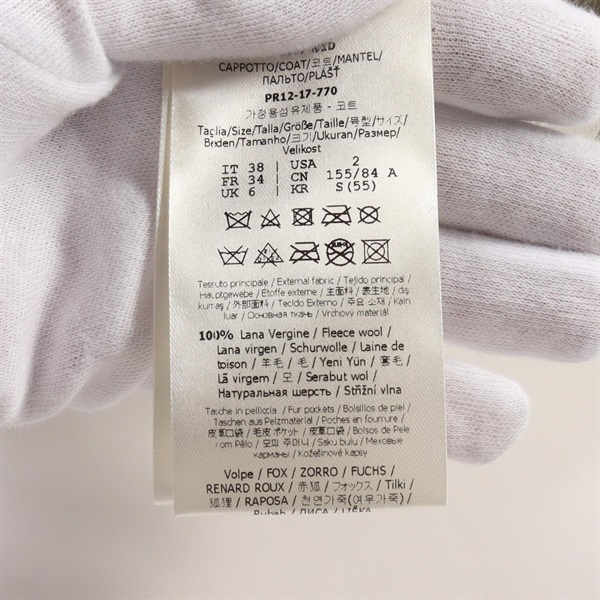 CAPPOTTO/COAT/코트/MANTEL/
ПАЛЬТО/PLÁŠŤ
PR12-17-770
가정용섬유제품 - 코트
Taglia/Size/Talla/Größe/Taille/号型/サイズ/
Beden/Tamanho/크기/Ukuran/Размер/
Velikost
IT 38 | USA 2
FR 34 | CN 155/84 A
UK 6 | KR S(55)
Tessuto principale / External fabric / Tejido principal /
Hauptgewebe / Étoffe externe / 主面料 / 表生地 / dış
kumaş / 外部面料 / Tecido Externo / 주요 소재 / Kain
luar / Основная ткань / Vrchový materiál
100% Lana Vergine / Fleece wool /
Lana virgen / Schurwolle / Laine de
toison / 羊毛 / 毛 / Yeni Yün / 套毛 /
Lã virgem / 모 / Serabut wol /
Натуральная шерсть / Střižní vlna
Tasche in pelliccia / Fur pockets / Bolsillos de piel /
Taschen aus Pelzmaterial / Poches en fourrure /
皮草口袋 / 毛皮 ポケット / 皮草口袋 / Bolsos de Pele
com Pêlo / 모피 주머니 / Saku bulu / Меховые
карманы / Kožešinové kapsy
Volpe / FOX / ZORRO / FUCHS /
RENARD ROUX / 赤狐 / フォックス / Tilki /
狐狸 / RAPOSA / 천연가죽(여우가죽)
Rubah / ЛИСА / LIŠKA